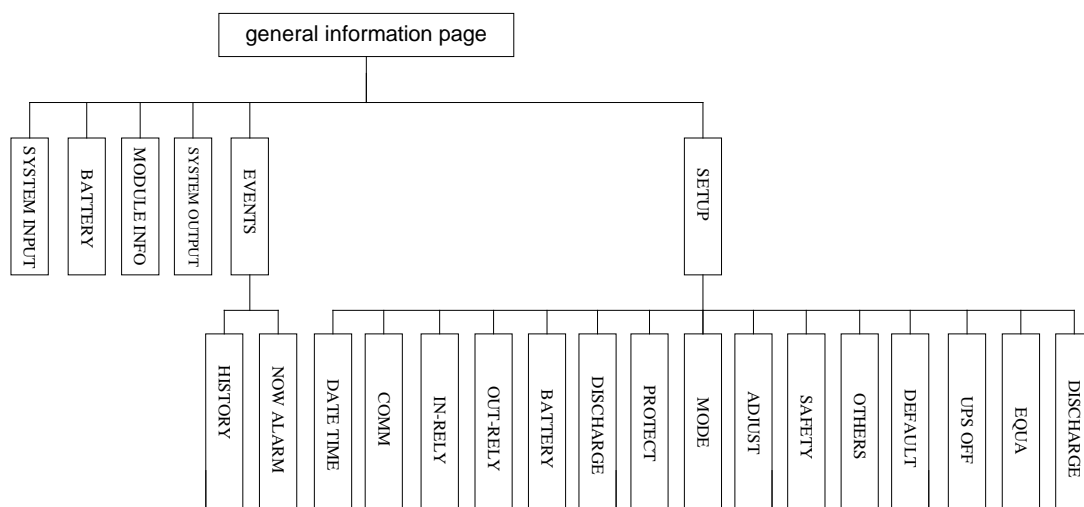 general information page
SYSTEM INPUT
BATTERY
MODULE INFO
SYSTEM OUTPUT
EVENTS
SETUP
HISTORY
NOW ALARM
DATE TIME
COMM
IN-RELY
OUT-RELY
BATTERY
DISCHARGE
PROTECT
MODE
ADJUST
SAFETY
OTHERS
DEFAULT
UPS OFF
EQUA
DISCHARGE